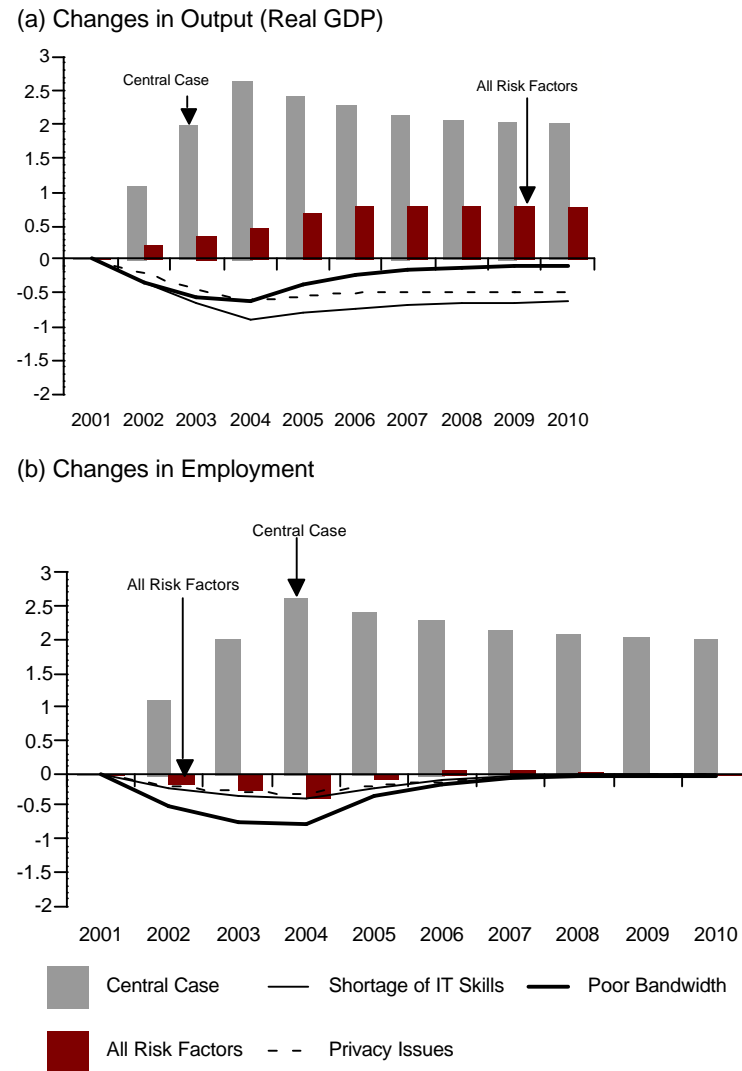 (a) Changes in Output (Real GDP)
3
Central Case
All Risk Factors
2.5
2
1.5
1
0.5
0
-0.5
-1
-1.5
-2
2001 2002 2003 2004 2005 2006 2007 2008 2009 2010
(b) Changes in Employment
Central Case
3
All Risk Factors
2.5
2
1.5
1
0.5
0
-0.5
-1
-1.5
-2
2001 2002 2003 2004 2005 2006 2007 2008 2009 2010
Central Case Shortage of IT Skills Poor Bandwidth
All Risk Factors Privacy Issues